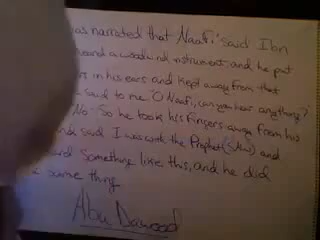 was narrated that Naafi' said Ibn
heard a woodwind instrument, and he put
in his ears and kept away from that
said to me "O Naafi, can you hear anything?
No - So he took his fingers away from his
and said I was with the Prophet (SAW) and
something like this, and he did
same thing
Abu Dawood